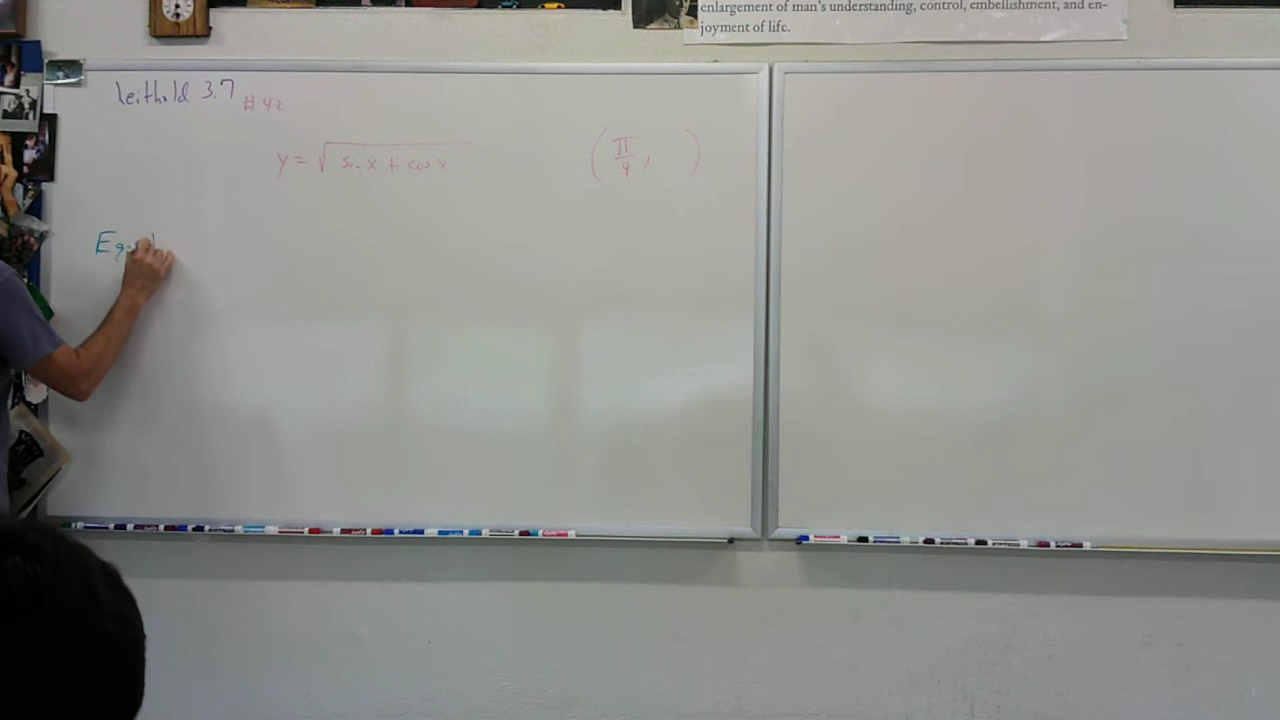 enlargement of man's understanding, control, embellishment, and en-
joyment of life.
Leithold 3.7 #42
y = √sin x + cos x (π/4, )
Eq